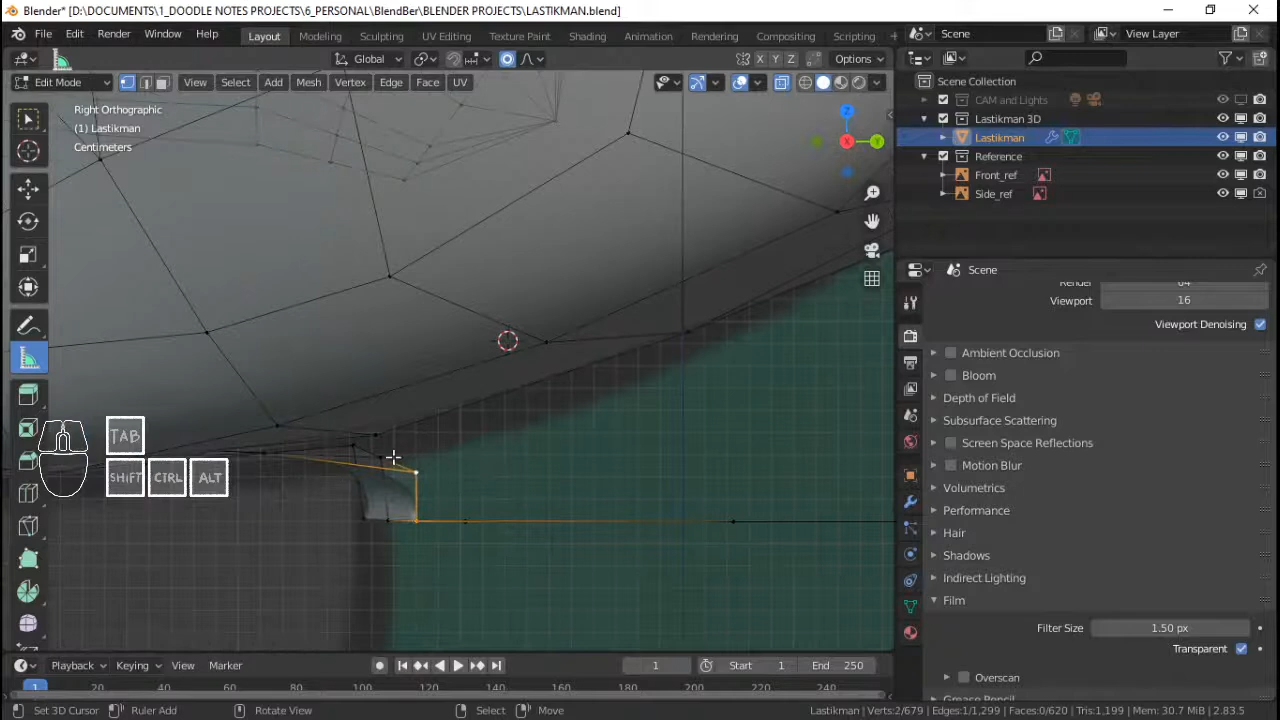 Blender* [D:\DOCUMENTS\1_DOODLE NOTES PROJECTS\6_PERSONAL\BlendBer\BLENDER PROJECTS\LASTIKMAN.blend]
File Edit Render Window Help Layout Modeling Sculpting UV Editing Texture Paint Shading Animation Rendering Compositing Scripting Scene View Layer
Global X Y Z Options
Edit Mode View Select Add Mesh Vertex Edge Face UV
Right Orthographic
(1) Lastikman
Centimeters
Z
X
Y
TAB
SHIFT CTRL ALT
Scene Collection
CAM and Lights
Lastikman 3D
Lastikman
Reference
Front_ref
Side_ref
Scene
Render 64
Viewport 16
Viewport Denoising
Ambient Occlusion
Bloom
Depth of Field
Subsurface Scattering
Screen Space Reflections
Motion Blur
Volumetrics
Performance
Hair
Shadows
Indirect Lighting
Film
Filter Size 1.50 px
Transparent
Overscan
Grease Pencil
Playback Keying View Marker 1 Start 1 End 250
1 20 40 60 80 100 120 140 160 180 200 220 240
Set 3D Cursor Ruler Add Rotate View Select Move Lastikman | Verts:2/679 | Edges:1/1,299 | Faces:0/620 | Tris:1,199 | Mem: 30.7 MiB | 2.83.5